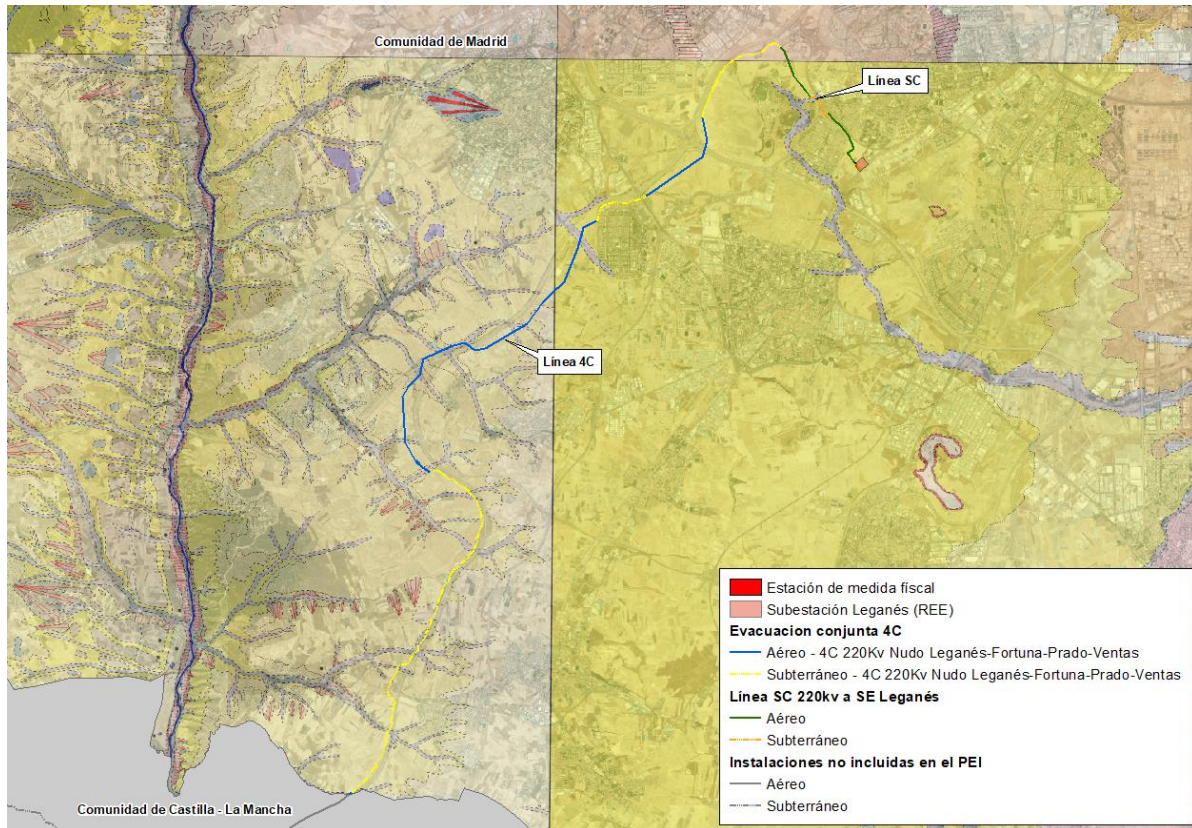 Comunidad de Madrid
Línea SC
Línea 4C
Estación de medida fiscal
Subestación Leganés (REE)
Evacuacion conjunta 4C
Aéreo - 4C 220Kv Nudo Leganés-Fortuna-Prado-Ventas
Subterráneo - 4C 220Kv Nudo Leganés-Fortuna-Prado-Ventas
Línea SC 220kv a SE Leganés
Aéreo
Subterráneo
Instalaciones no incluidas en el PEI
Aéreo
Subterráneo
Comunidad de Castilla - La Mancha